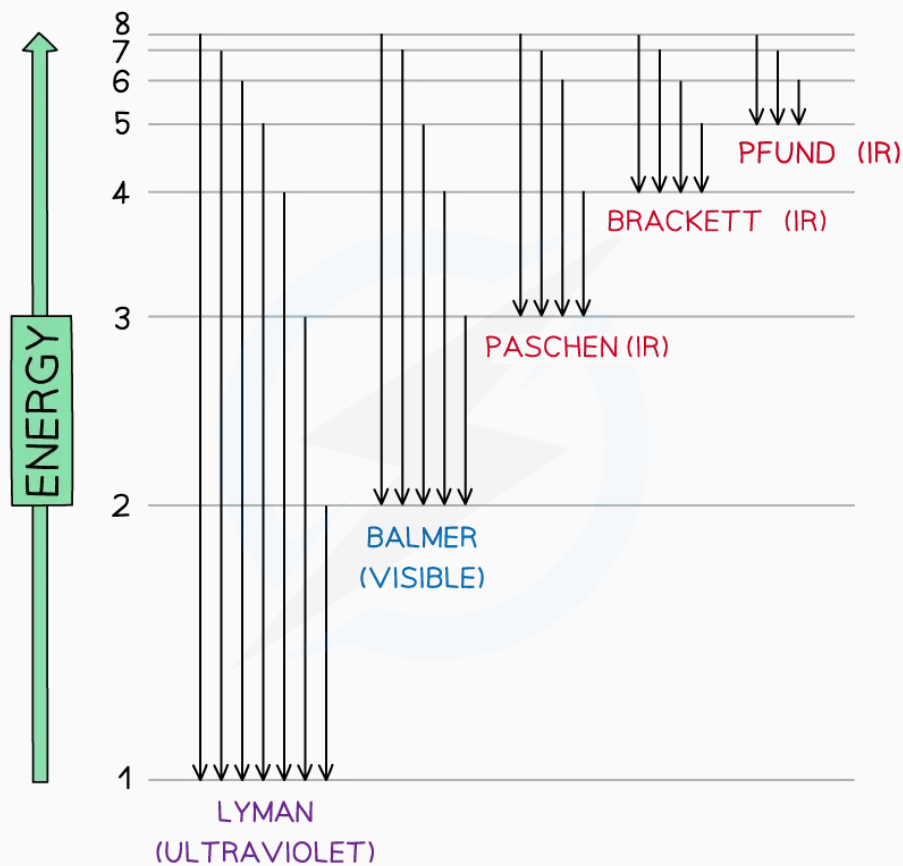 8
7
6
5
PFUND (IR)
4
BRACKETT (IR)
3
PASCHEN (IR)
ENERGY
2
BALMER
(VISIBLE)
1
LYMAN
(ULTRAVIOLET)